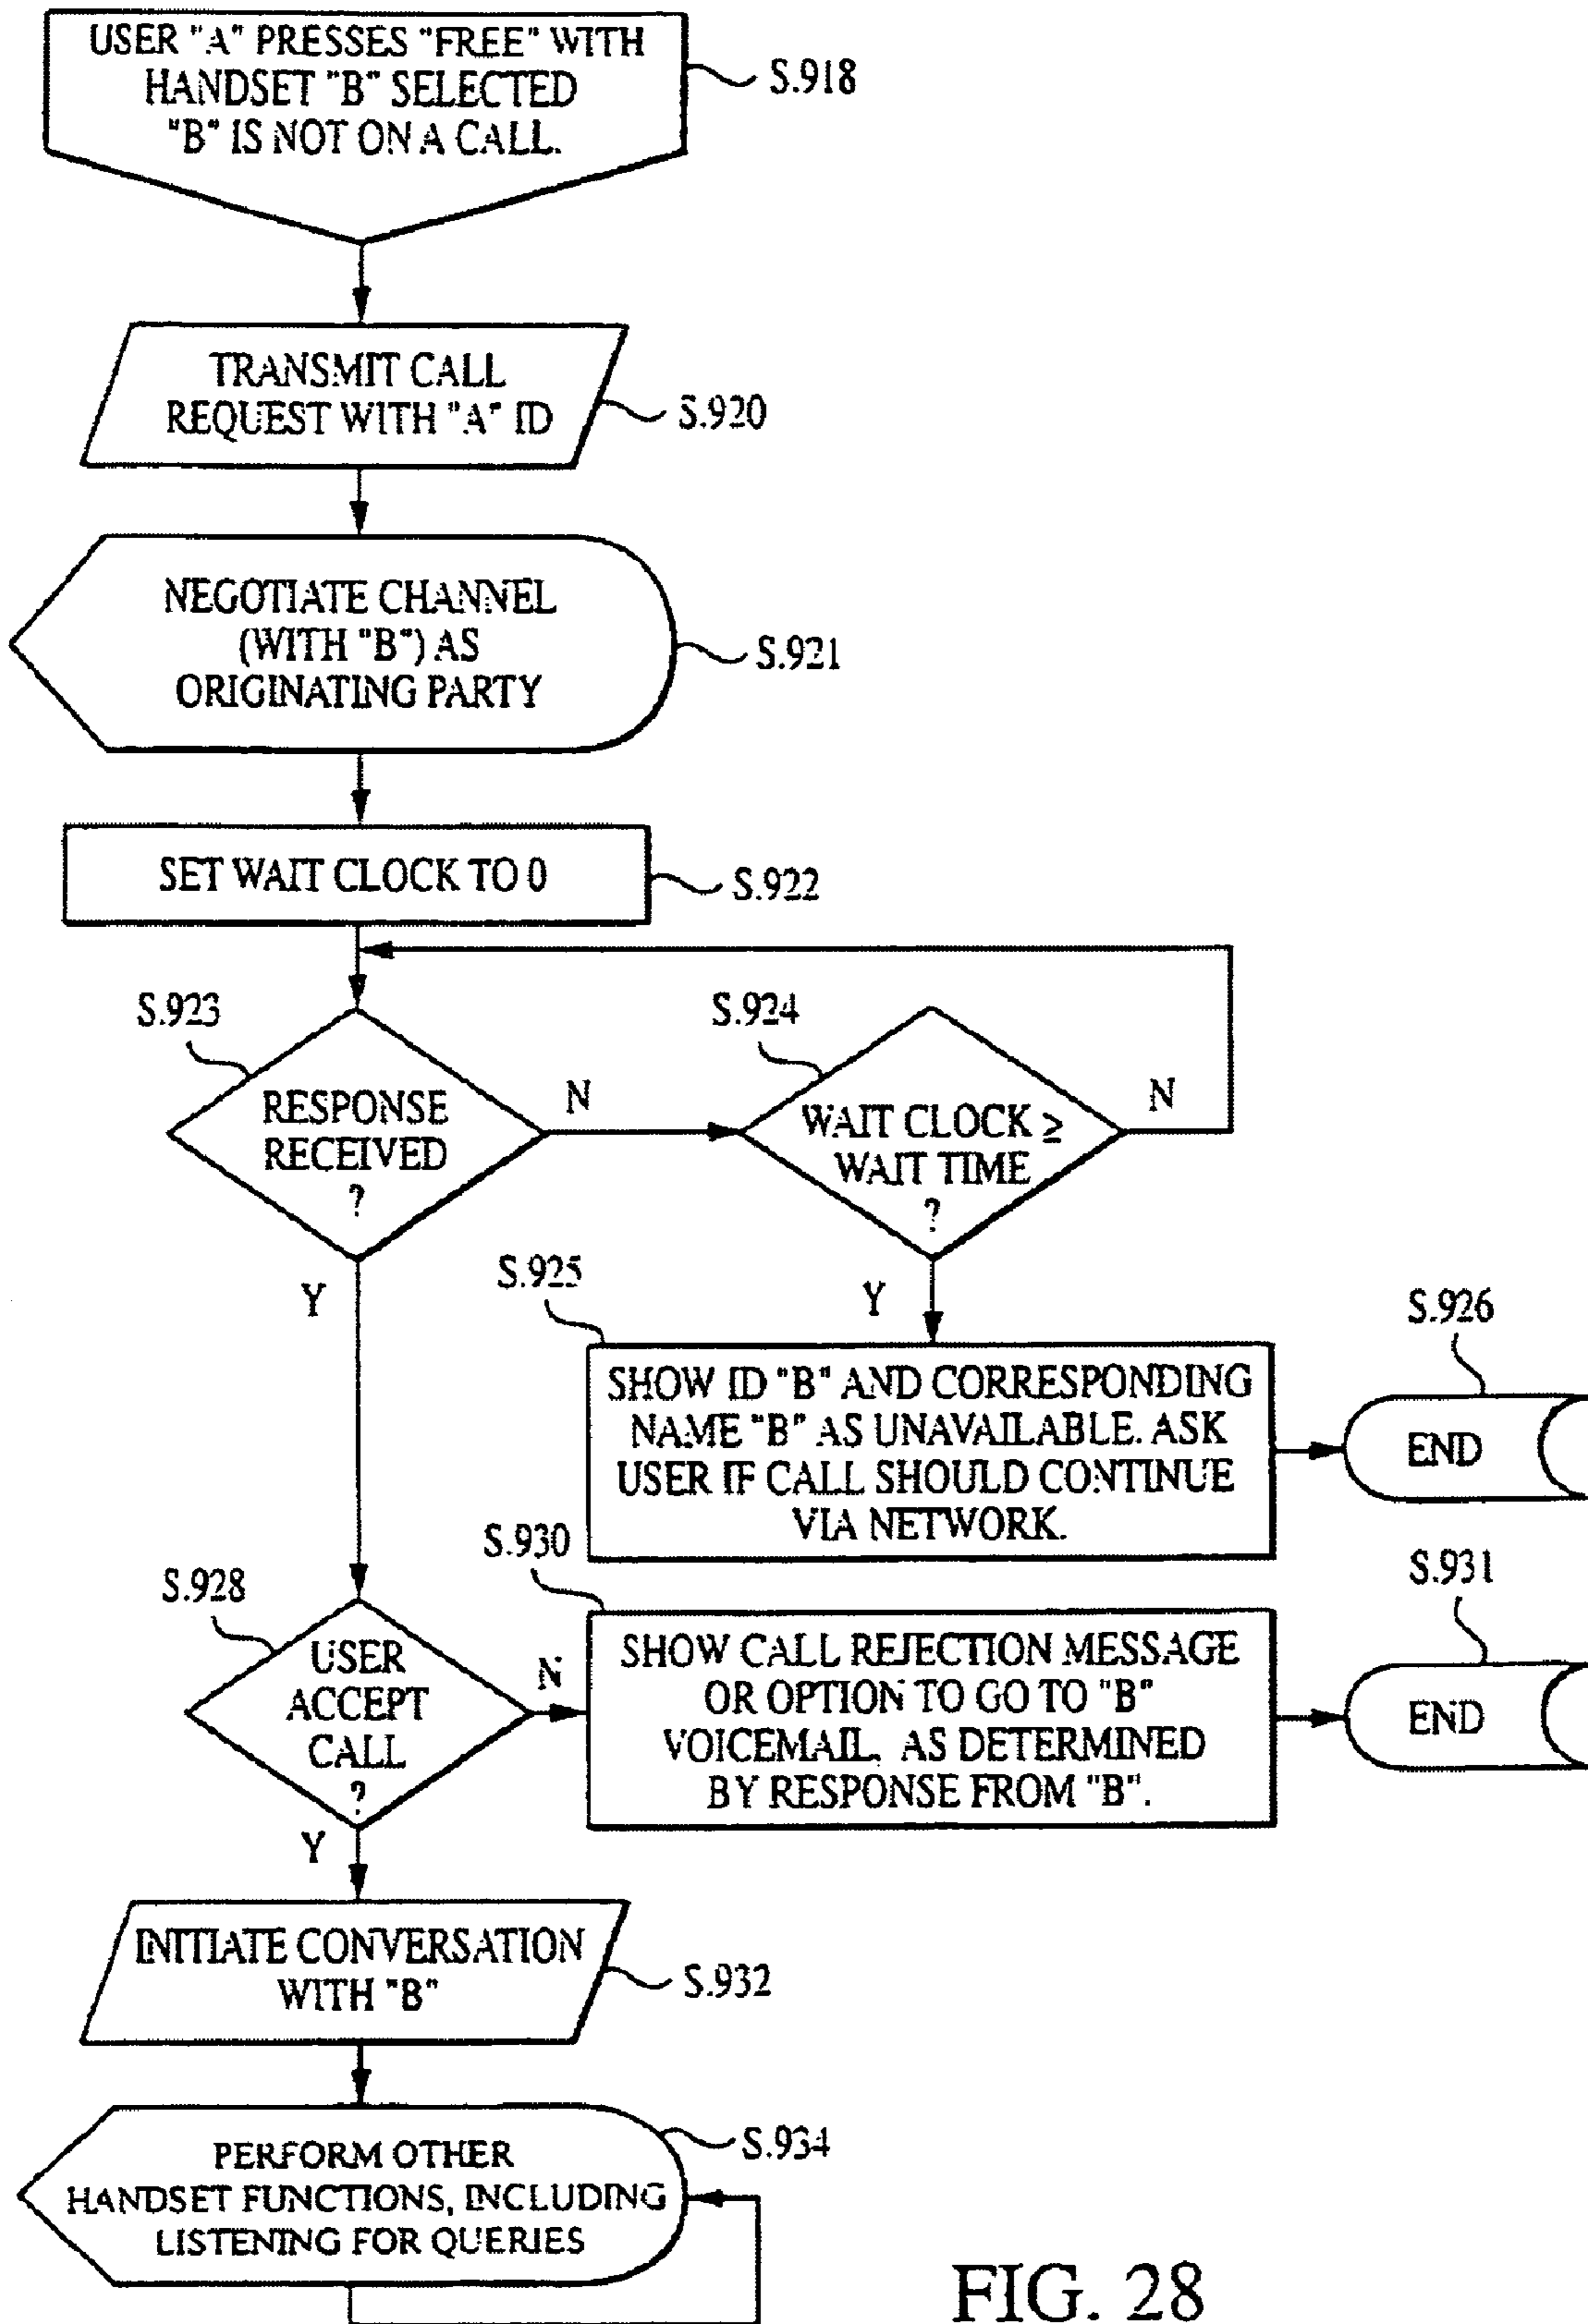 USER "A" PRESSES "FREE" WITH
HANDSET "B" SELECTED
"B" IS NOT ON A CALL.
S.918
TRANSMIT CALL
REQUEST WITH "A" ID
S.920
NEGOTIATE CHANNEL
(WITH "B") AS
ORIGINATING PARTY
S.921
SET WAIT CLOCK TO 0
S.922
S.923
RESPONSE
RECEIVED
?
N
Y
S.924
WAIT CLOCK ≥
WAIT TIME
?
N
Y
S.925
SHOW ID "B" AND CORRESPONDING
NAME "B" AS UNAVAILABLE. ASK
USER IF CALL SHOULD CONTINUE
VIA NETWORK.
S.926
END
S.928
USER
ACCEPT
CALL
?
N
Y
S.930
SHOW CALL REJECTION MESSAGE
OR OPTION TO GO TO "B"
VOICEMAIL, AS DETERMINED
BY RESPONSE FROM "B".
S.931
END
INITIATE CONVERSATION
WITH "B"
S.932
PERFORM OTHER
HANDSET FUNCTIONS, INCLUDING
LISTENING FOR QUERIES
S.934
FIG. 28